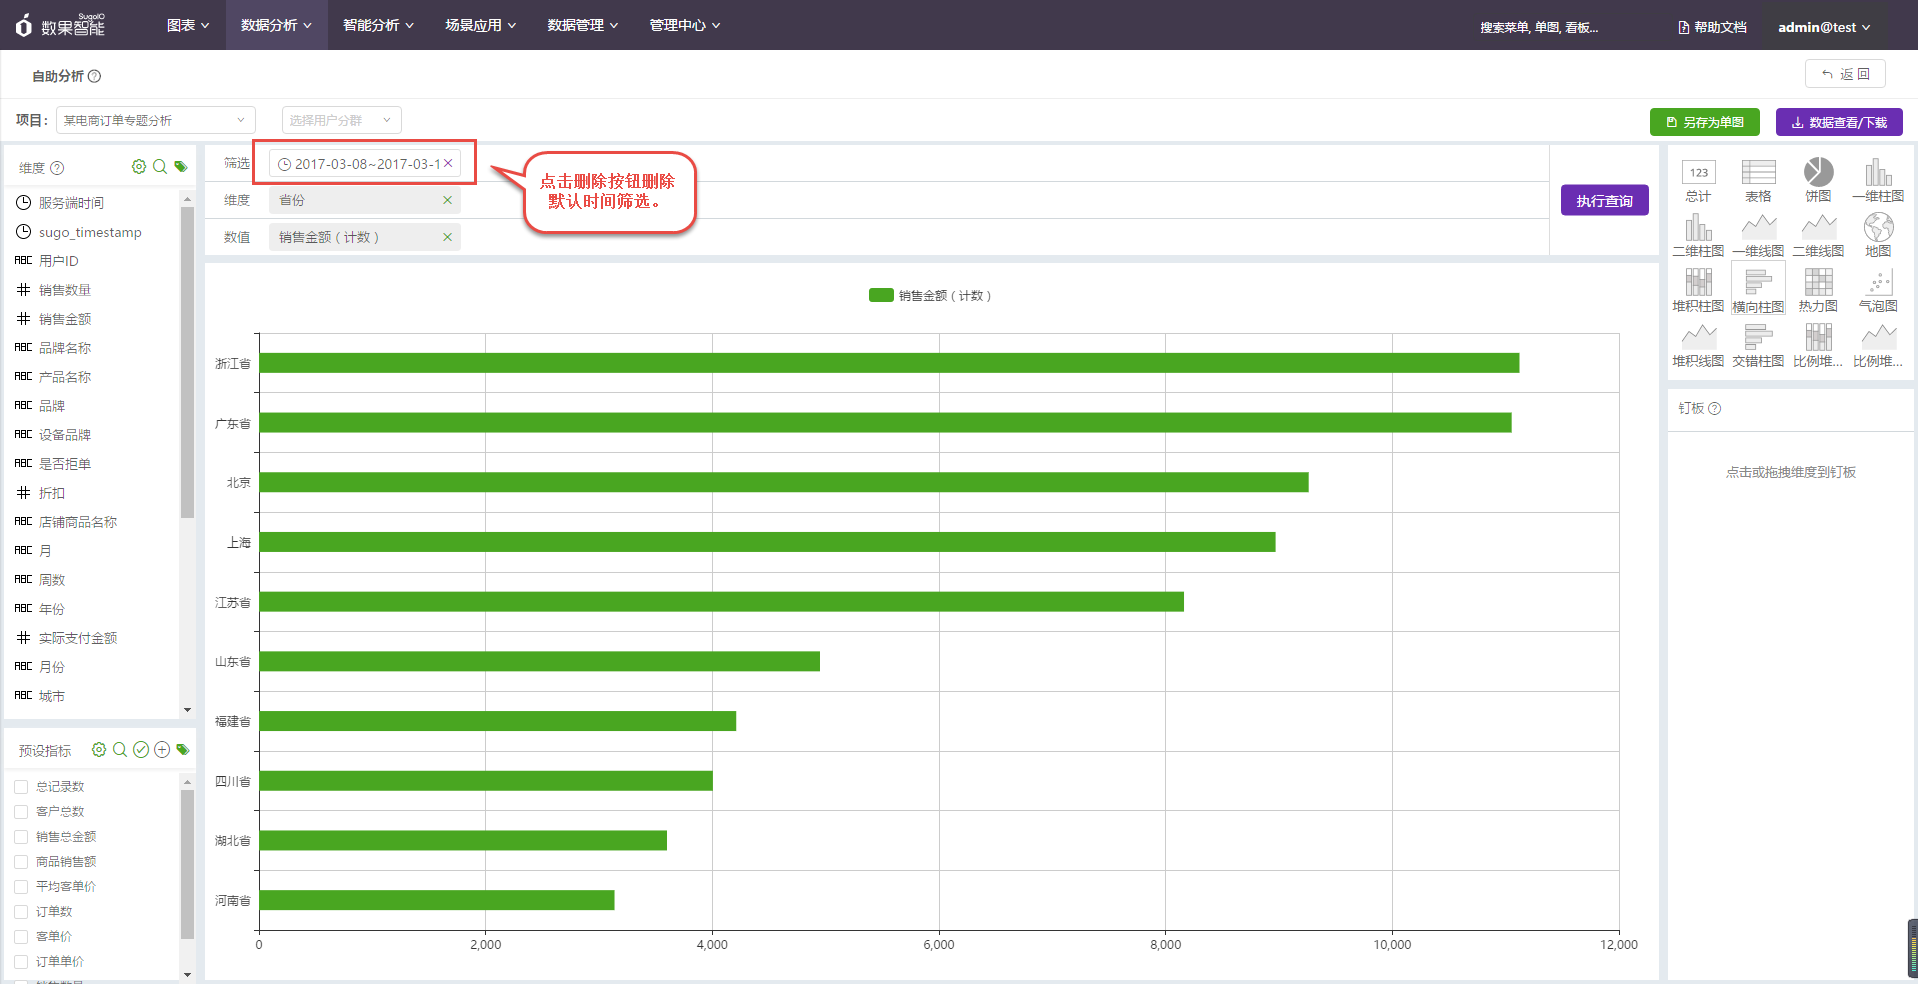 SugoIO
数果智能
图表
数据分析
智能分析
场景应用
数据管理
管理中心
搜索菜单, 单图, 看板...
帮助文档
admin@test
自助分析
返 回
项目：
某电商订单专题分析
选择用户分群
另存为单图
数据查看/下载
维度
筛选
2017-03-08~2017-03-1
维度
省份
数值
销售金额 ( 计数 )
点击删除按钮删除
默认时间筛选。
执行查询
服务端时间
sugo_timestamp
ABC 用户ID
销售数量
销售金额
ABC 品牌名称
ABC 产品名称
ABC 品牌
ABC 设备品牌
ABC 是否拒单
折扣
ABC 店铺商品名称
ABC 月
ABC 周数
ABC 年份
实际支付金额
ABC 月份
ABC 城市
预设指标
总记录数
客户总数
销售总金额
商品销售额
平均客单价
订单数
客单价
订单单价
销售金额 ( 计数 )
浙江省
广东省
北京
上海
江苏省
山东省
福建省
四川省
湖北省
河南省
0
2,000
4,000
6,000
8,000
10,000
12,000
123
总计
表格
饼图
一维柱图
二维柱图
一维线图
二维线图
地图
堆积柱图
横向柱图
热力图
气泡图
堆积线图
交错柱图
比例堆...
比例堆...
钉板
点击或拖拽维度到钉板